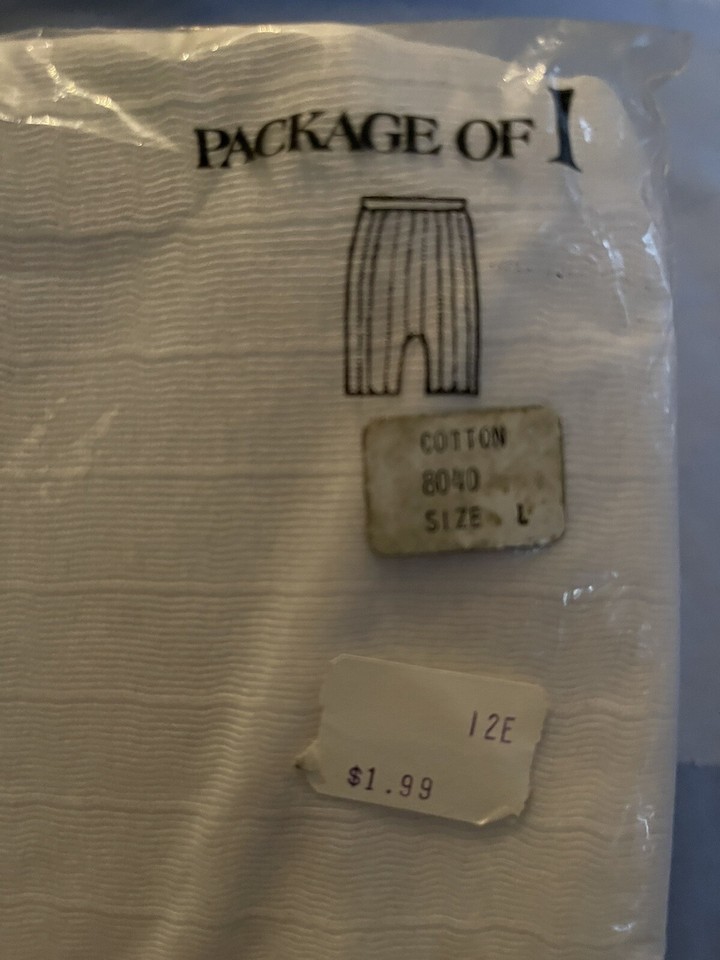 PACKAGE OF 1
COTTON
8040
SIZE L
12E
$1.99